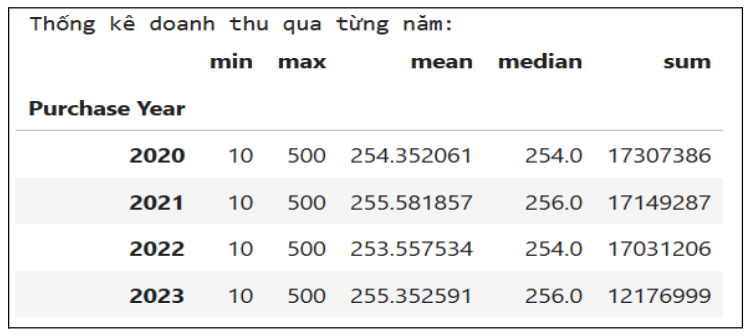 Thống kê doanh thu qua từng năm:
min max mean median sum
Purchase Year
2020 10 500 254.352061 254.0 17307386
2021 10 500 255.581857 256.0 17149287
2022 10 500 253.557534 254.0 17031206
2023 10 500 255.352591 256.0 12176999